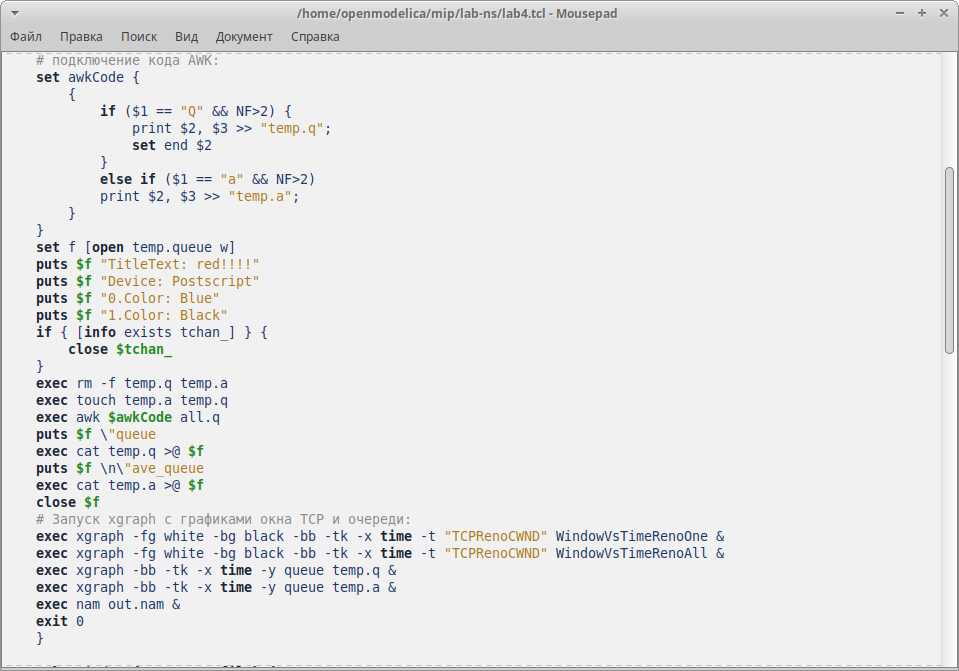 /home/openmodelica/mip/lab-ns/lab4.tcl - Mousepad
Файл Правка Поиск Вид Документ Справка
# подключение кода AWK:
set awkCode {
{
if ($1 == "Q" && NF>2) {
print $2, $3 >> "temp.q";
set end $2
}
else if ($1 == "a" && NF>2)
print $2, $3 >> "temp.a";
}
}
set f [open temp.queue w]
puts $f "TitleText: red!!!!"
puts $f "Device: Postscript"
puts $f "0.Color: Blue"
puts $f "1.Color: Black"
if { [info exists tchan_] } {
close $tchan_
}
exec rm -f temp.q temp.a
exec touch temp.a temp.q
exec awk $awkCode all.q
puts $f \"queue
exec cat temp.q >@ $f
puts $f \n\"ave_queue
exec cat temp.a >@ $f
close $f
# Запуск xgraph с графиками окна TCP и очереди:
exec xgraph -fg white -bg black -bb -tk -x time -t "TCPRenoCWND" WindowVsTimeRenoOne &
exec xgraph -fg white -bg black -bb -tk -x time -t "TCPRenoCWND" WindowVsTimeRenoAll &
exec xgraph -bb -tk -x time -y queue temp.q &
exec xgraph -bb -tk -x time -y queue temp.a &
exec nam out.nam &
exit 0
}